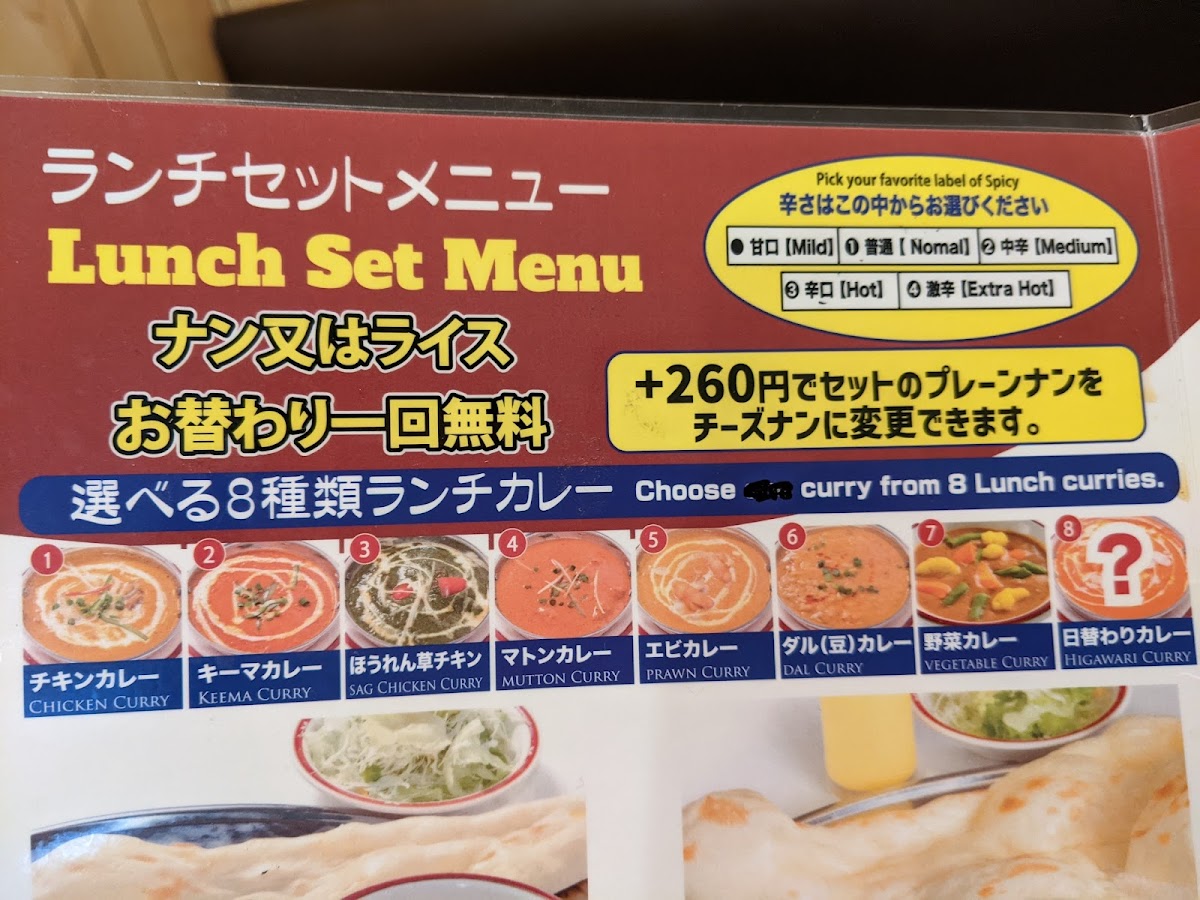 ランチセットメニュー
Lunch Set Menu
ナン又はライス
お替わり一回無料
Pick your favorite label of Spicy
辛さはこの中からお選びください
● 甘口【Mild】 ❶ 普通【 Nomal】 ❷ 中辛【Medium】
❸ 辛口【Hot】 ❹ 激辛【Extra Hot】
+260円でセットのプレーンナンを
チーズナンに変更できます。
選べる8種類ランチカレー Choose curry from 8 Lunch curries.
1
チキンカレー
CHICKEN CURRY
2
キーマカレー
KEEMA CURRY
3
ほうれん草チキン
SAG CHICKEN CURRY
4
マトンカレー
MUTTON CURRY
5
エビカレー
PRAWN CURRY
6
ダル(豆)カレー
DAL CURRY
7
野菜カレー
VEGETABLE CURRY
8
?
日替わりカレー
HIGAWARI CURRY